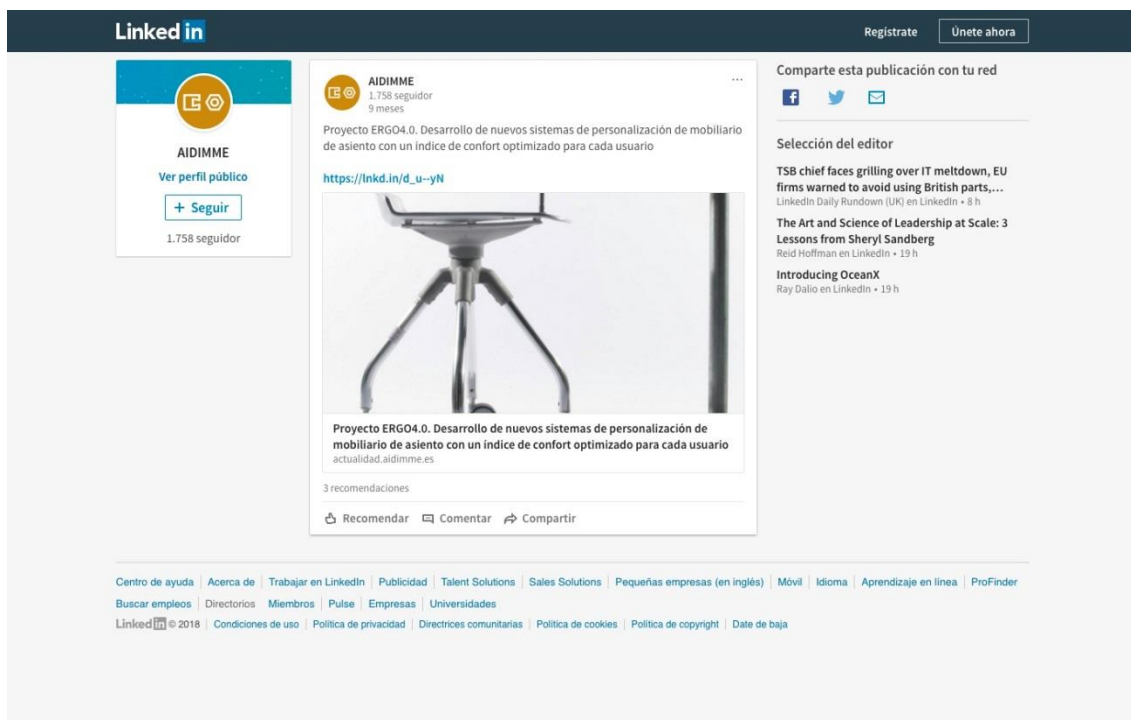 Linked in
Regístrate
Únete ahora
AIDIMME
Ver perfil público
+ Seguir
1.758 seguidor
AIDIMME
1.758 seguidor
9 meses
Proyecto ERGO4.0. Desarrollo de nuevos sistemas de personalización de mobiliario
de asiento con un índice de confort optimizado para cada usuario
https://lnkd.in/d_u--yN
Proyecto ERGO4.0. Desarrollo de nuevos sistemas de personalización de
mobiliario de asiento con un índice de confort optimizado para cada usuario
actualidad.aidimme.es
3 recomendaciones
Recomendar Comentar Compartir
Comparte esta publicación con tu red
Selección del editor
TSB chief faces grilling over IT meltdown, EU
firms warned to avoid using British parts,...
LinkedIn Daily Rundown (UK) en LinkedIn • 8 h
The Art and Science of Leadership at Scale: 3
Lessons from Sheryl Sandberg
Reid Hoffman en LinkedIn • 19 h
Introducing OceanX
Ray Dalio en LinkedIn • 19 h
Centro de ayuda | Acerca de | Trabajar en LinkedIn | Publicidad | Talent Solutions | Sales Solutions | Pequeñas empresas (en inglés) | Móvil | Idioma | Aprendizaje en línea | ProFinder
Buscar empleos | Directorios Miembros | Pulse | Empresas | Universidades
Linked in © 2018 | Condiciones de uso | Política de privacidad | Directrices comunitarias | Política de cookies | Política de copyright | Date de baja